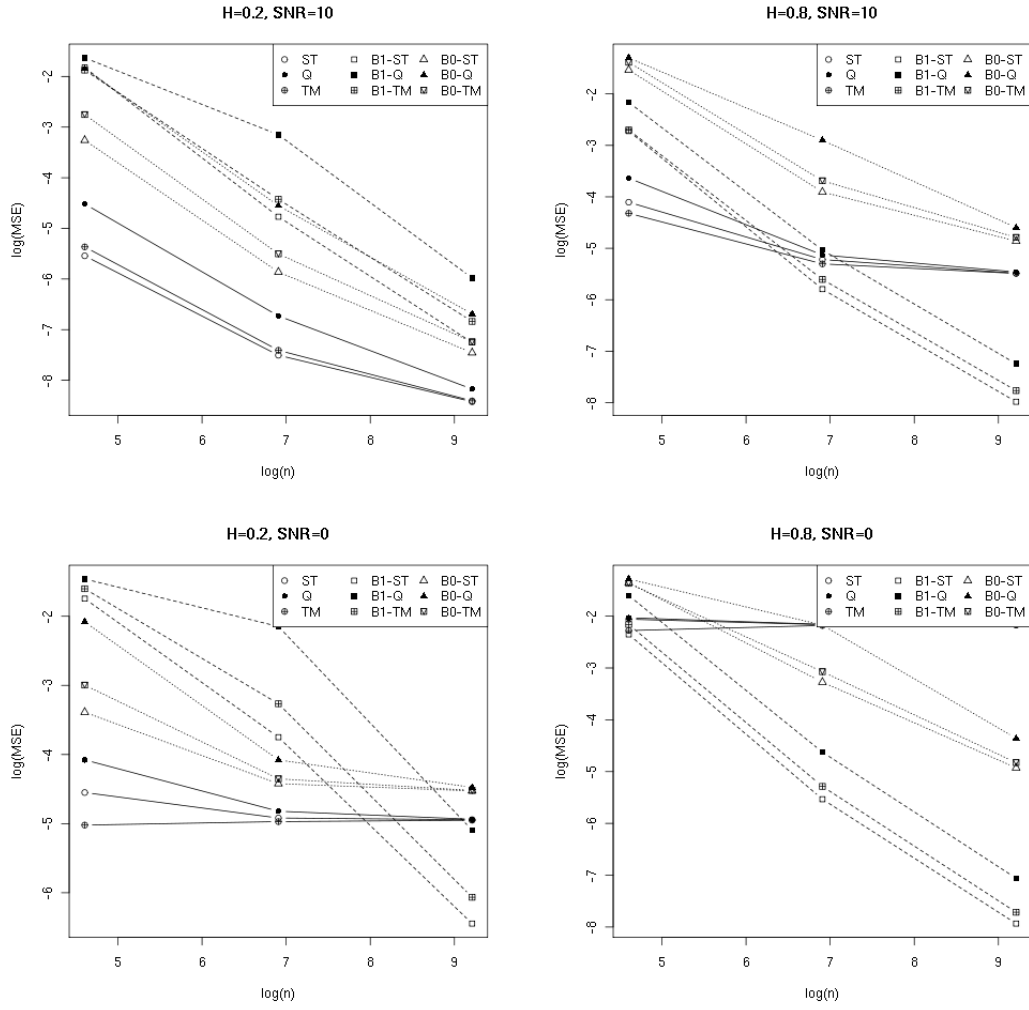 H=0.2, SNR=10
ST B1-ST B0-ST
Q B1-Q B0-Q
TM B1-TM B0-TM
log(MSE)
-2
-3
-4
-5
-6
-7
-8
5 6 7 8 9
log(n)
H=0.8, SNR=10
ST B1-ST B0-ST
Q B1-Q B0-Q
TM B1-TM B0-TM
log(MSE)
-2
-3
-4
-5
-6
-7
-8
5 6 7 8 9
log(n)
H=0.2, SNR=0
ST B1-ST B0-ST
Q B1-Q B0-Q
TM B1-TM B0-TM
log(MSE)
-2
-3
-4
-5
-6
5 6 7 8 9
log(n)
H=0.8, SNR=0
ST B1-ST B0-ST
Q B1-Q B0-Q
TM B1-TM B0-TM
log(MSE)
-2
-3
-4
-5
-6
-7
-8
5 6 7 8 9
log(n)